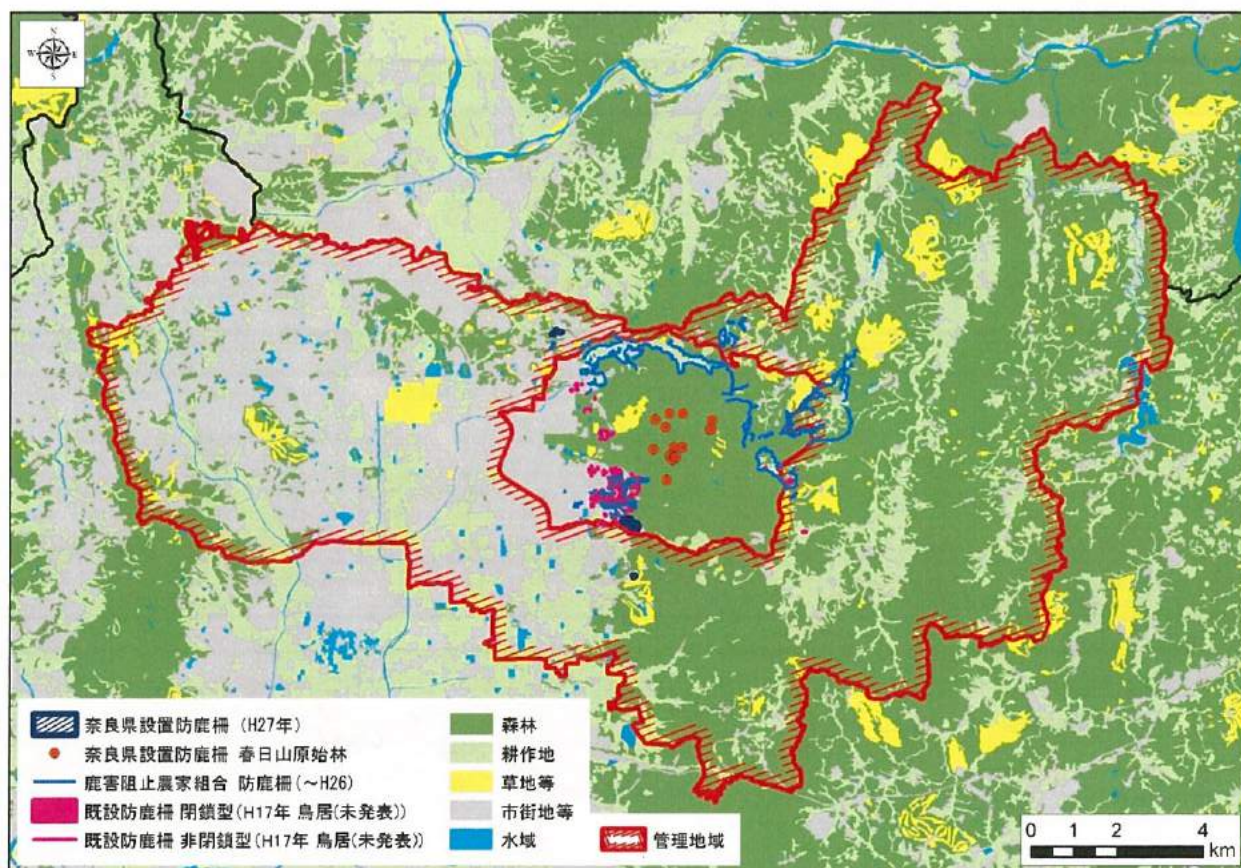 N
W E
S
奈良県設置防鹿柵 (H27年)
奈良県設置防鹿柵 春日山原始林
鹿害阻止農家組合 防鹿柵(～H26)
既設防鹿柵 閉鎖型(H17年 鳥居(未発表))
既設防鹿柵 非閉鎖型(H17年 鳥居(未発表))
森林
耕作地
草地等
市街地等
水域
管理地域
0 1 2 4
km